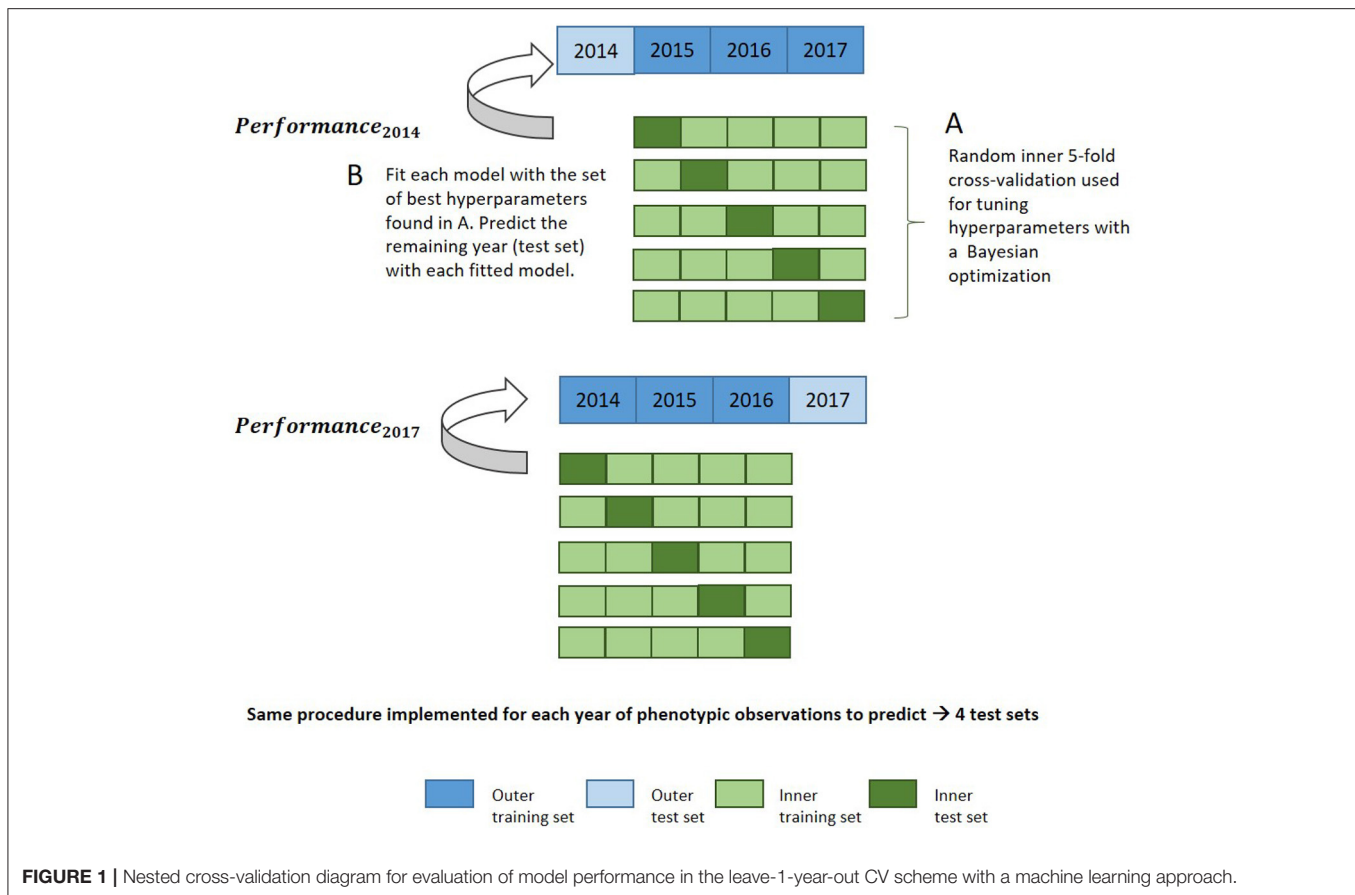 2014 2015 2016 2017
Performance2014
A
Random inner 5-fold
cross-validation used
for tuning
hyperparameters with
a Bayesian
optimization
B
Fit each model with the set
of best hyperparameters
found in A. Predict the
remaining year (test set)
with each fitted model.
2014 2015 2016 2017
Performance2017
Same procedure implemented for each year of phenotypic observations to predict → 4 test sets
Outer
training set
Outer
test set
Inner
training set
Inner
test set
FIGURE 1 | Nested cross-validation diagram for evaluation of model performance in the leave-1-year-out CV scheme with a machine learning approach.